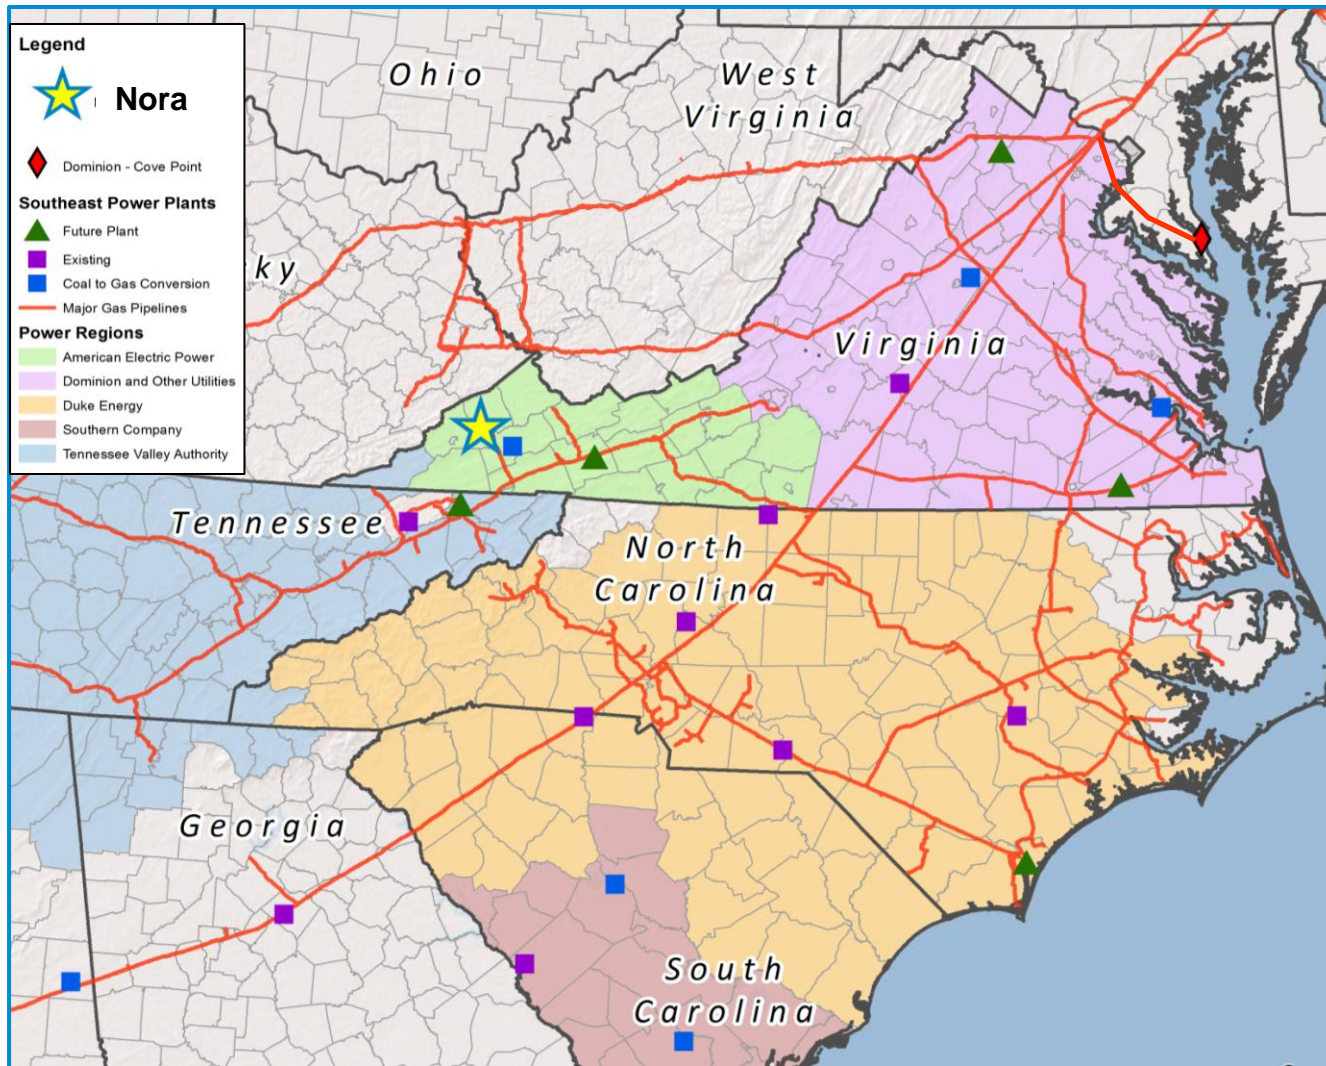 Legend
Nora
Dominion - Cove Point
Southeast Power Plants
Future Plant
Existing
Coal to Gas Conversion
Major Gas Pipelines
Power Regions
American Electric Power
Dominion and Other Utilities
Duke Energy
Southern Company
Tennessee Valley Authority
Ohio
West
Virginia
ky
Virginia
Tennessee
North
Carolina
Georgia
South
Carolina